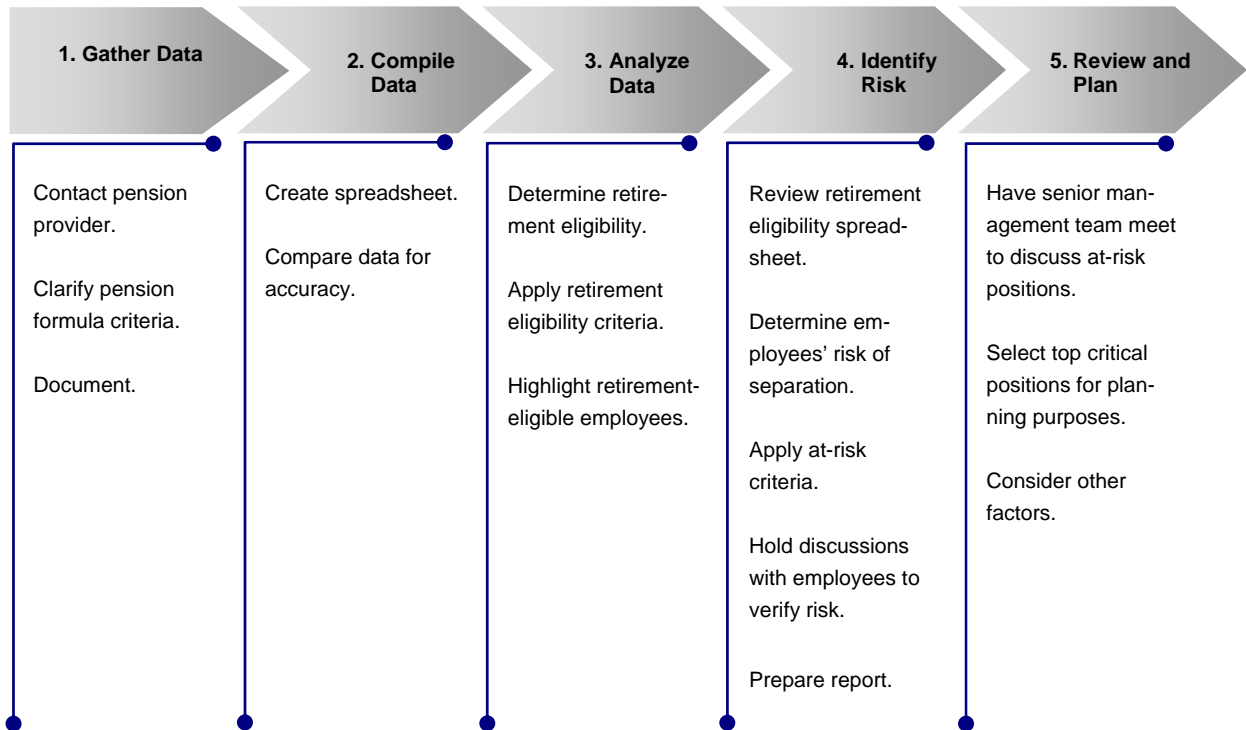 1. Gather Data
2. Compile
Data
3. Analyze
Data
4. Identify
Risk
5. Review and
Plan
Contact pension
provider.
Clarify pension
formula criteria.
Document.
Create spreadsheet.
Compare data for
accuracy.
Determine retire-
ment eligibility.
Apply retirement
eligibility criteria.
Highlight retirement-
eligible employees.
Review retirement
eligibility spread-
sheet.
Determine em-
ployees’ risk of
separation.
Apply at-risk
criteria.
Hold discussions
with employees to
verify risk.
Prepare report.
Have senior man-
agement team meet
to discuss at-risk
positions.
Select top critical
positions for plan-
ning purposes.
Consider other
factors.